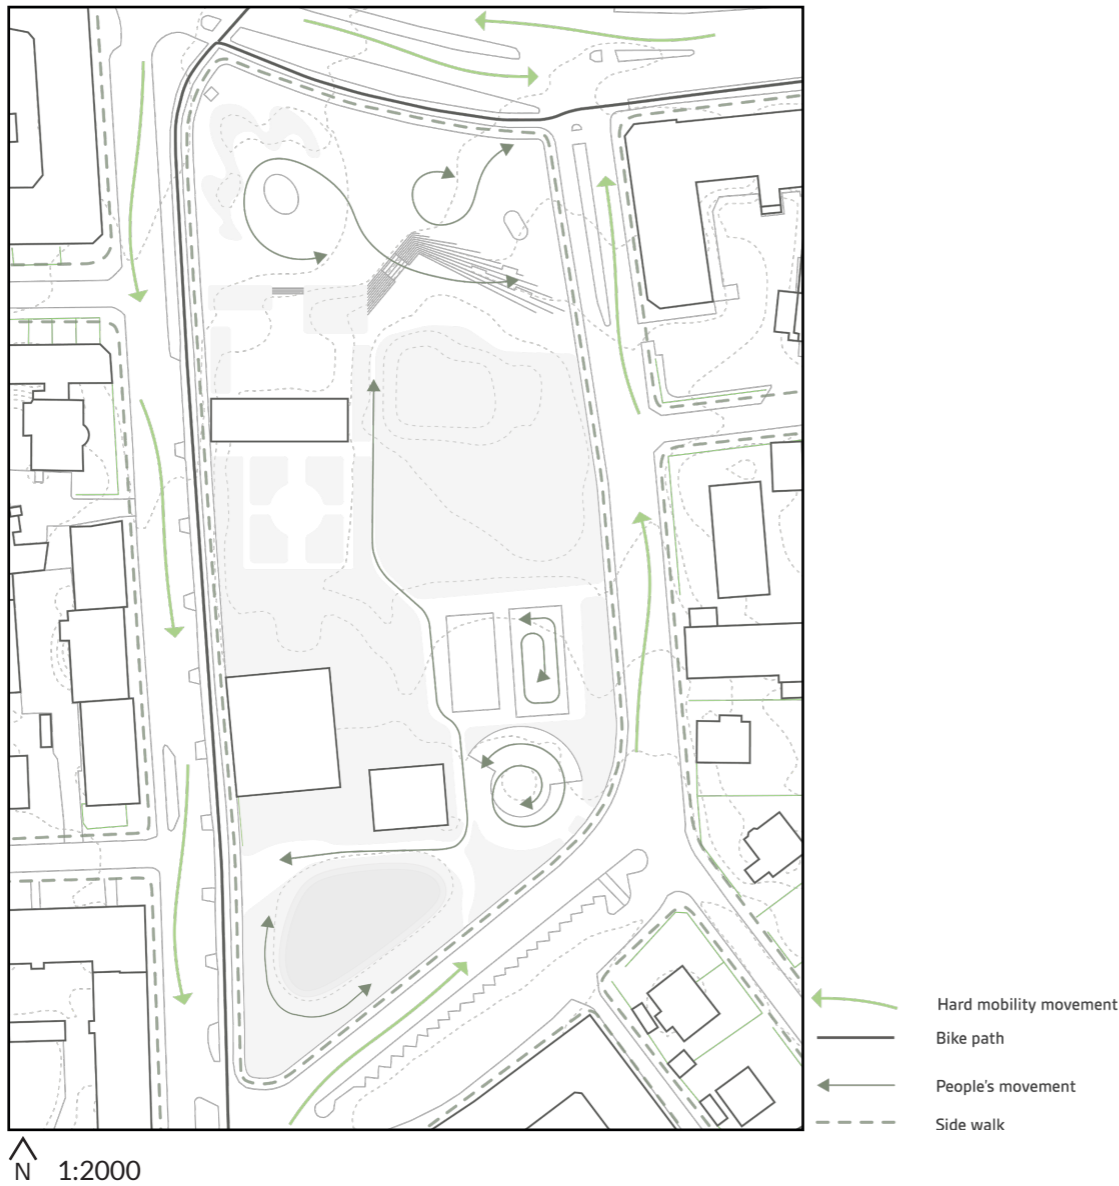 Hard mobility movement
Bike path
People's movement
Side walk
N 1:2000